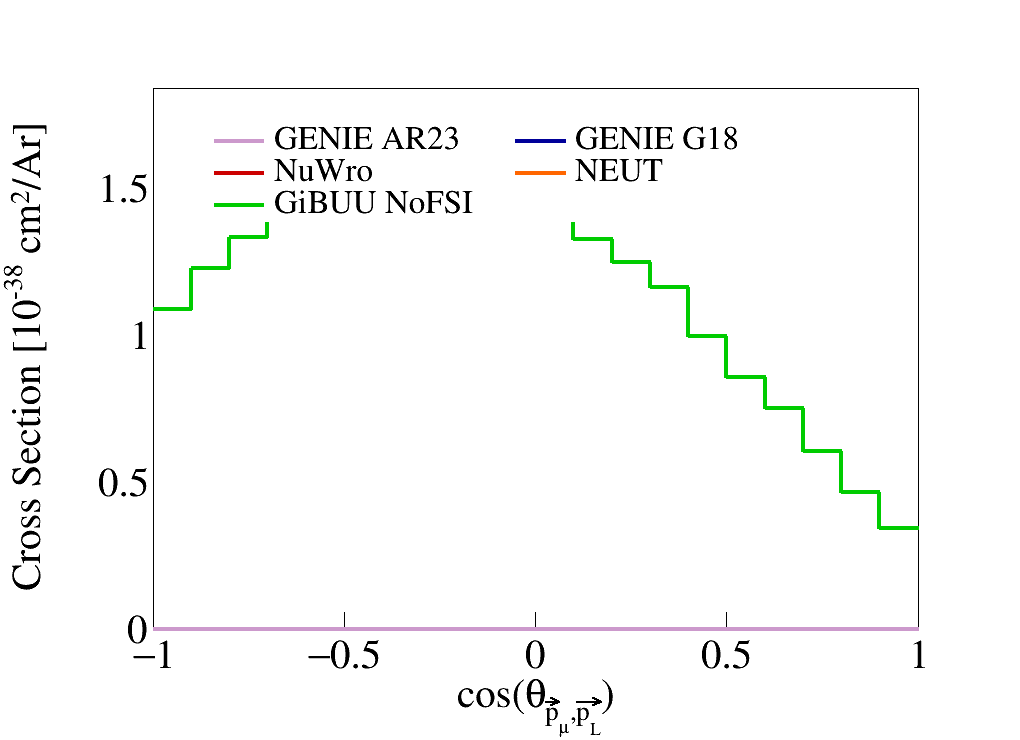 Cross Section [10⁻³⁸ cm²/Ar]
GENIE AR23
GENIE G18
NuWro
NEUT
GiBUU NoFSI
1.5
1
0.5
0
−1
−0.5
0
0.5
1
cos(θ p⃗μ,p⃗L)